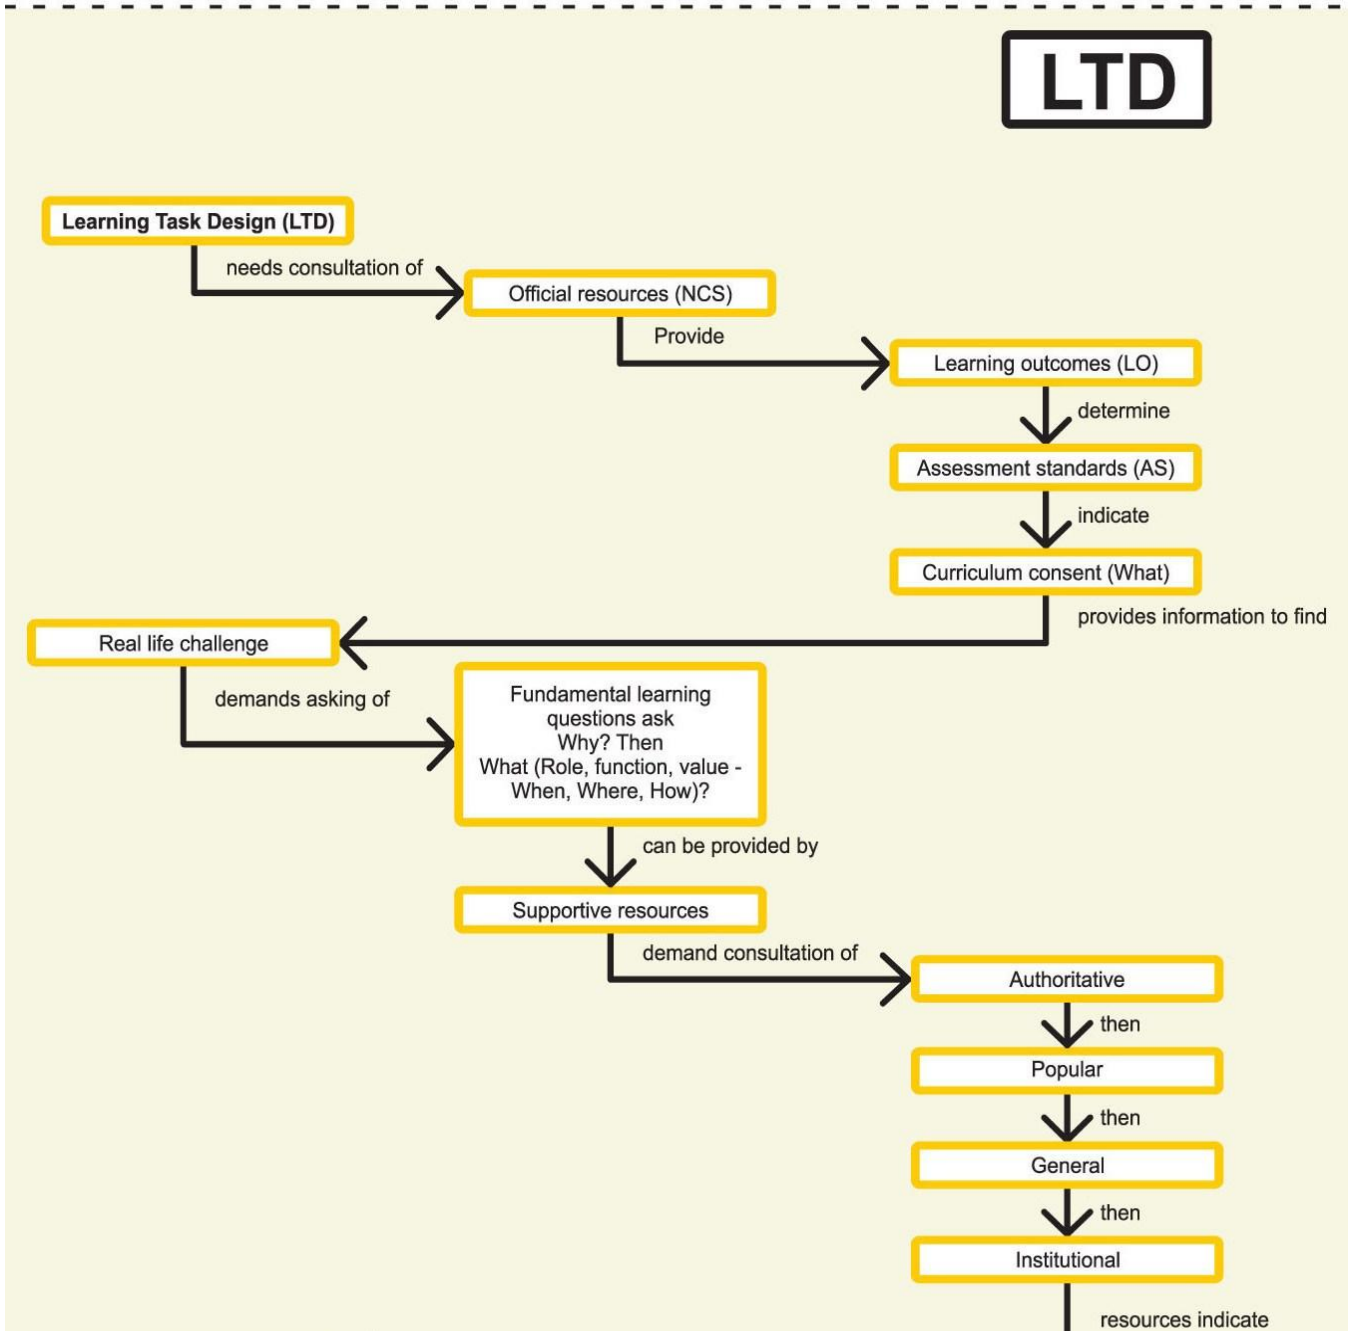 LTD
Learning Task Design (LTD)
needs consultation of
Official resources (NCS)
Provide
Learning outcomes (LO)
determine
Assessment standards (AS)
indicate
Curriculum consent (What)
provides information to find
Real life challenge
demands asking of
Fundamental learning
questions ask
Why? Then
What (Role, function, value -
When, Where, How)?
can be provided by
Supportive resources
demand consultation of
Authoritative
then
Popular
then
General
then
Institutional
resources indicate